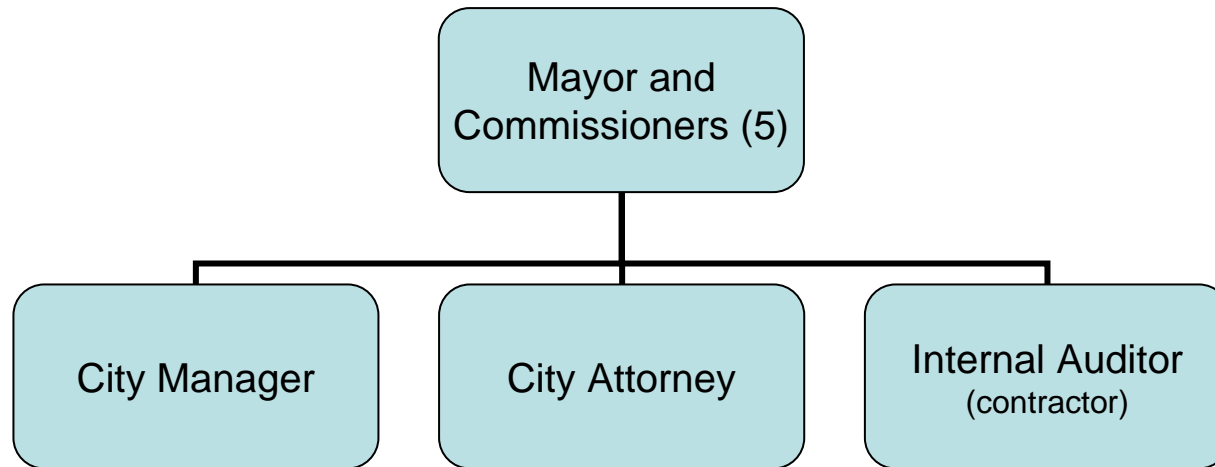 Mayor and
Commissioners (5)
City Manager
City Attorney
Internal Auditor
(contractor)